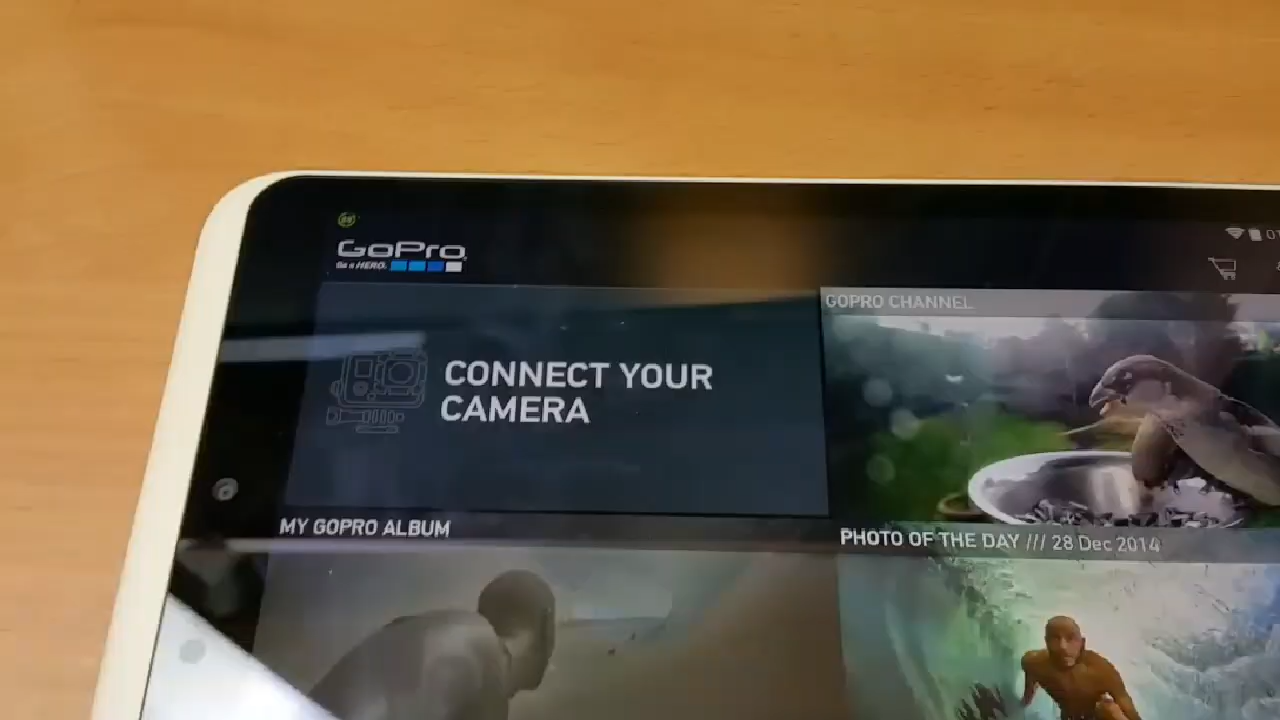 GoPro
Be a HERO.
GOPRO CHANNEL
CONNECT YOUR
CAMERA
MY GOPRO ALBUM
PHOTO OF THE DAY /// 28 Dec 2014